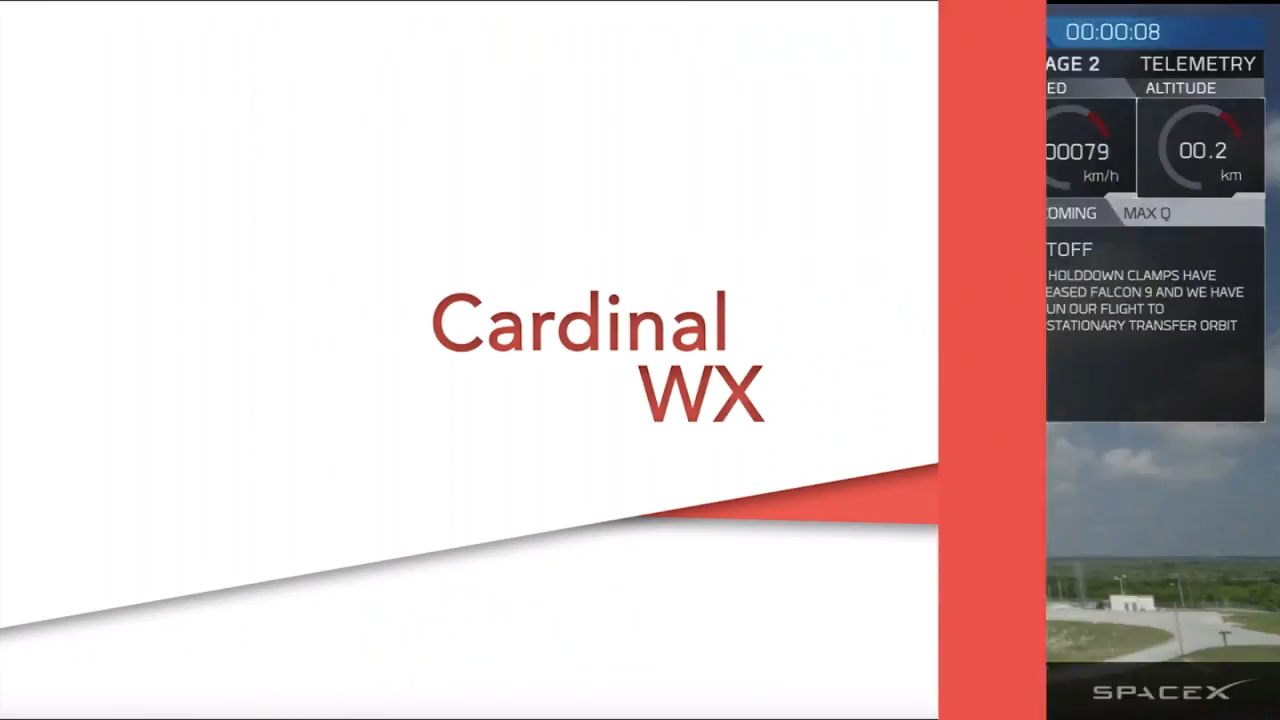 Cardinal
WX
00:00:08
AGE 2 TELEMETRY
ED ALTITUDE
00079 00.2
km/h km
OMING MAX Q
TOFF
HOLDDOWN CLAMPS HAVE
EASED FALCON 9 AND WE HAVE
UN OUR FLIGHT TO
STATIONARY TRANSFER ORBIT
SPACEX